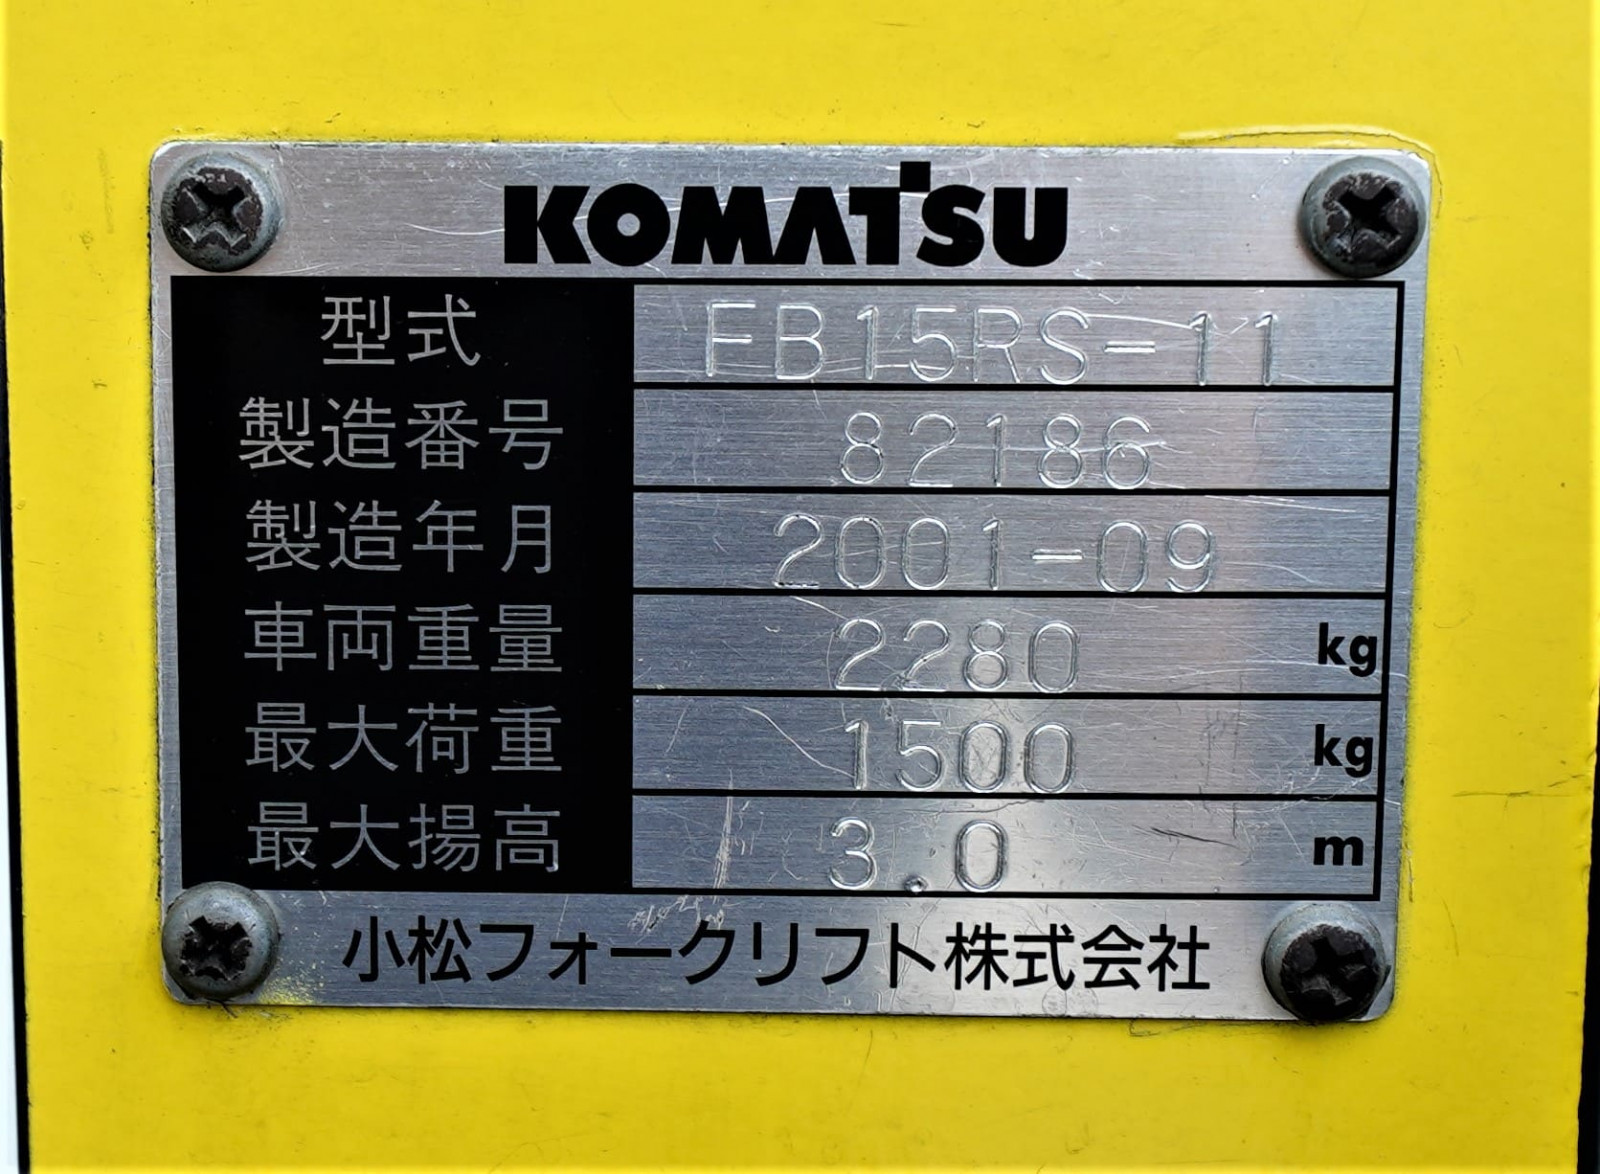 KOMATSU
型式 FB15RS-11
製造番号 82186
製造年月 2001-09
車両重量 2280 kg
最大荷重 1500 kg
最大揚高 3.0 m
小松フォークリフト株式会社